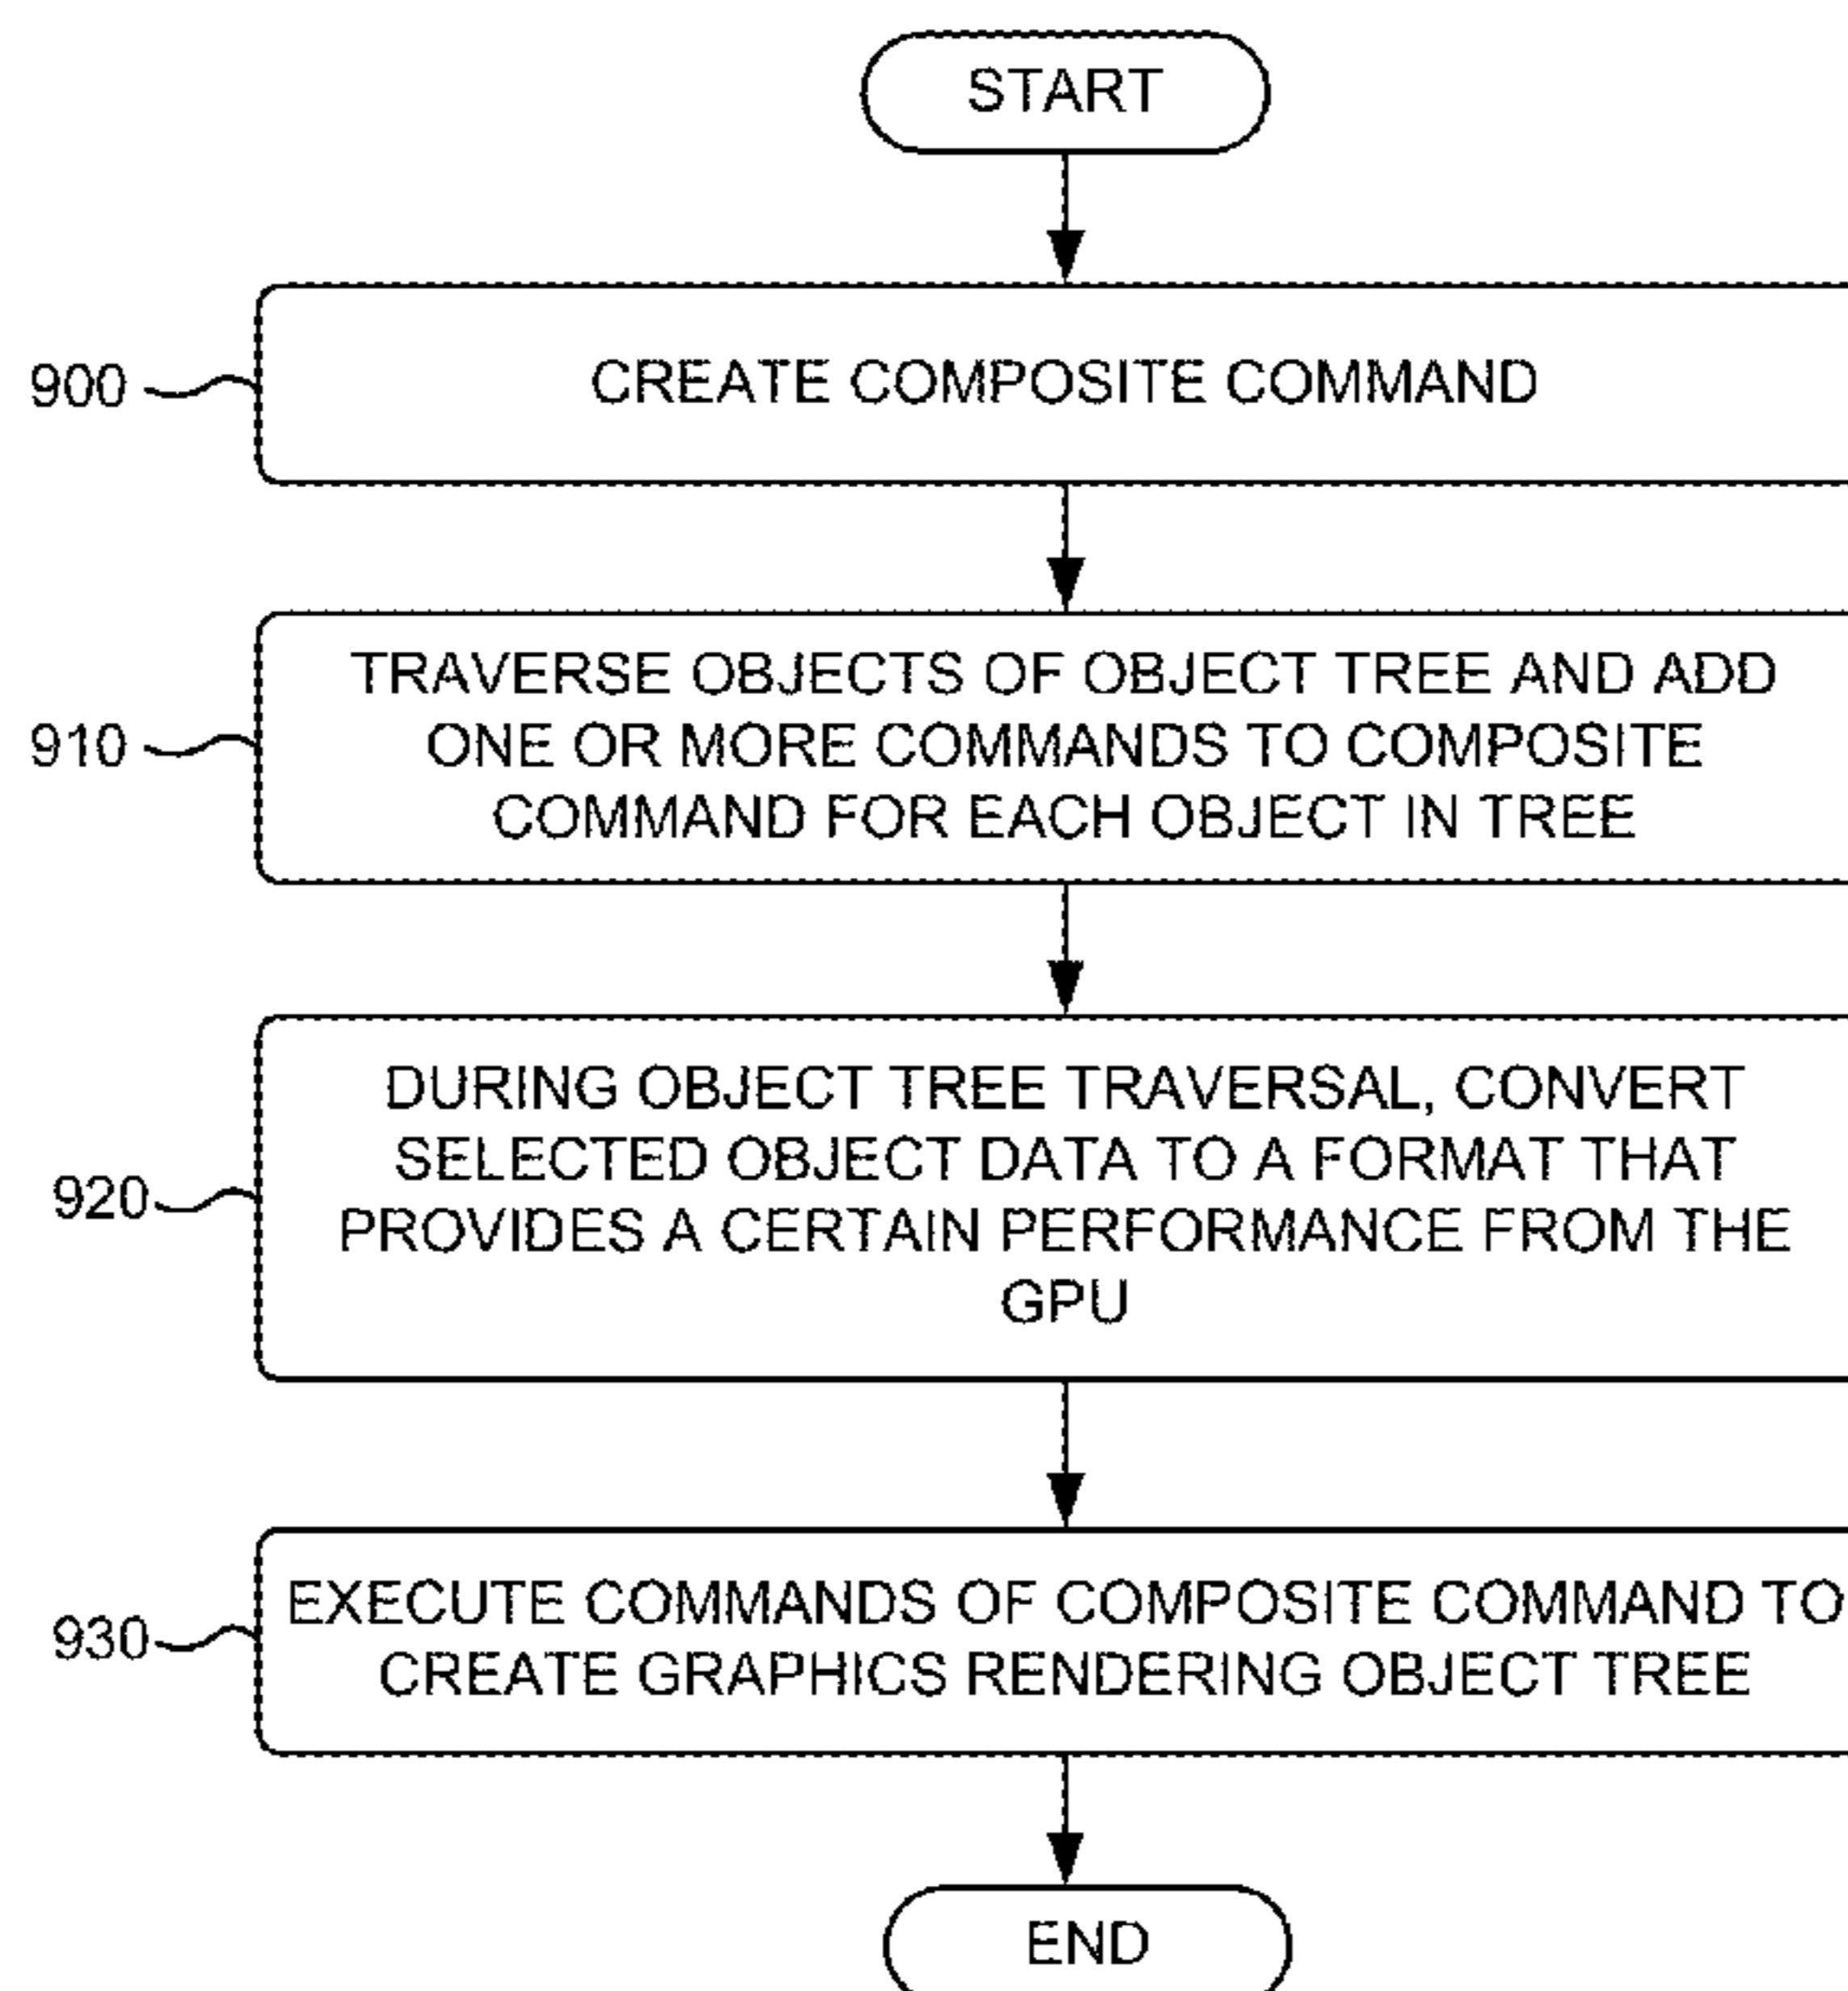 START
900
CREATE COMPOSITE COMMAND
910
TRAVERSE OBJECTS OF OBJECT TREE AND ADD
ONE OR MORE COMMANDS TO COMPOSITE
COMMAND FOR EACH OBJECT IN TREE
920
DURING OBJECT TREE TRAVERSAL, CONVERT
SELECTED OBJECT DATA TO A FORMAT THAT
PROVIDES A CERTAIN PERFORMANCE FROM THE
GPU
930
EXECUTE COMMANDS OF COMPOSITE COMMAND TO
CREATE GRAPHICS RENDERING OBJECT TREE
END